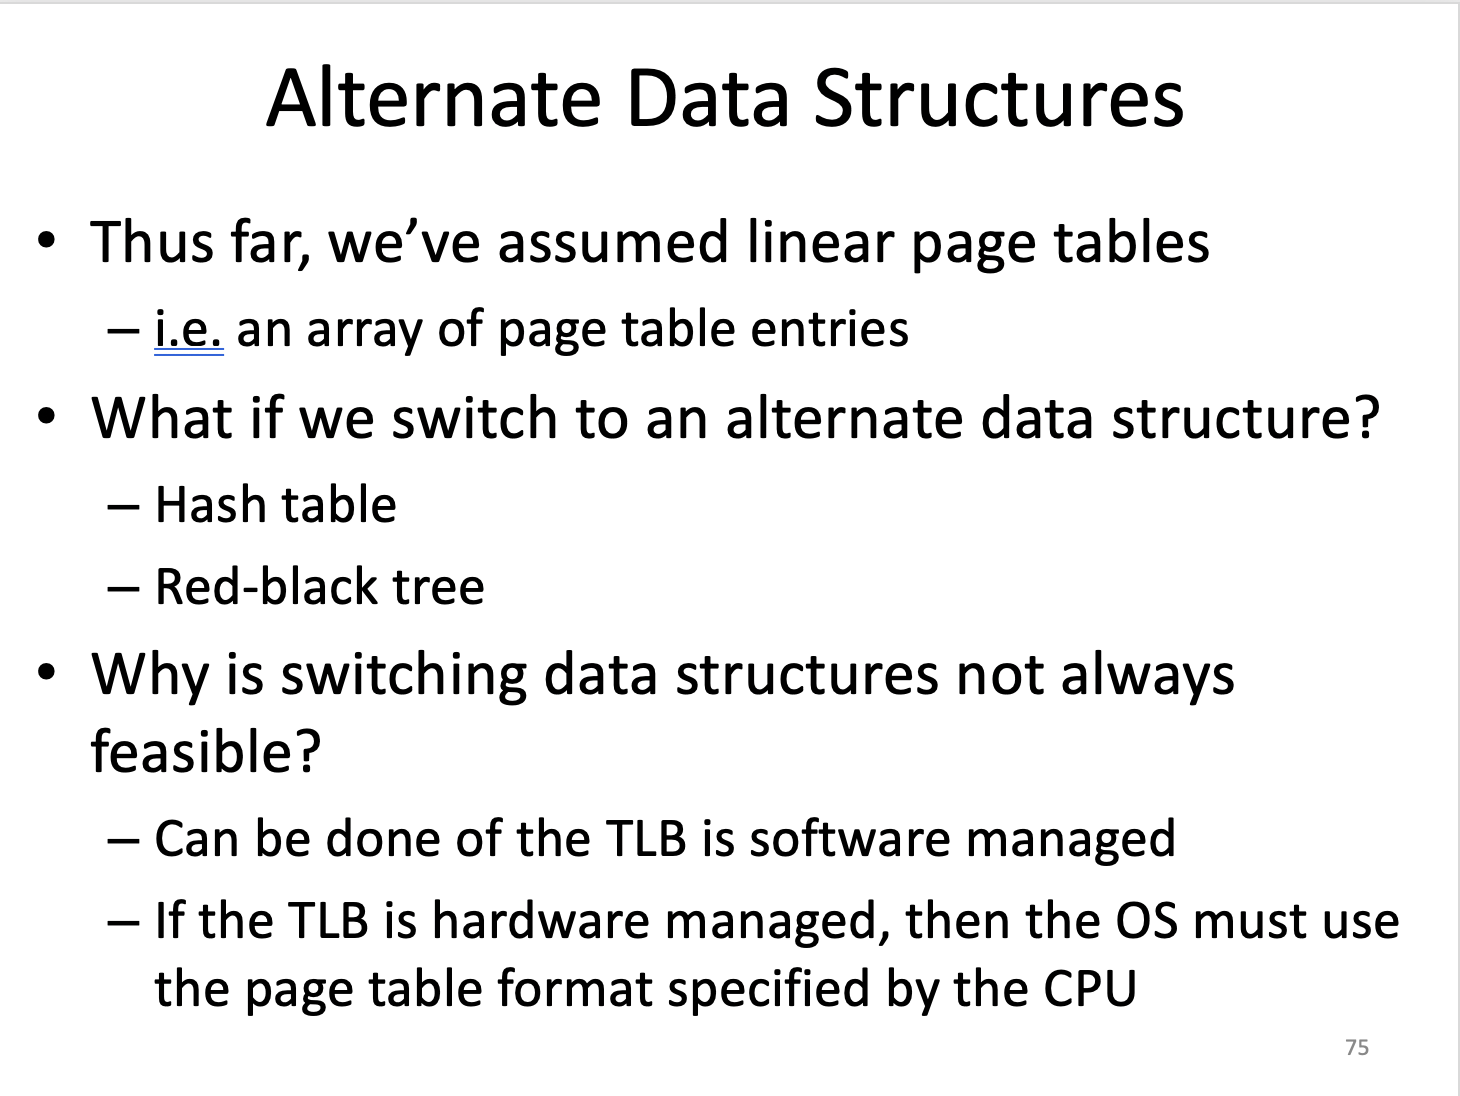 Alternate Data Structures
• Thus far, we’ve assumed linear page tables
– i.e. an array of page table entries
• What if we switch to an alternate data structure?
– Hash table
– Red-black tree
• Why is switching data structures not always
feasible?
– Can be done of the TLB is software managed
– If the TLB is hardware managed, then the OS must use
the page table format specified by the CPU
75